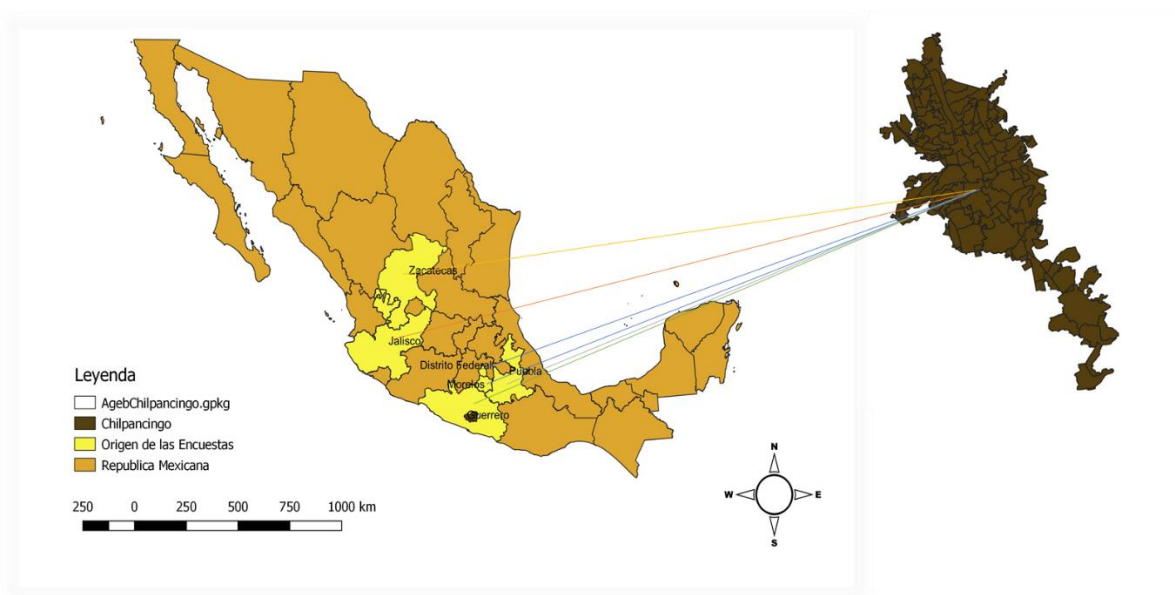 Zacatecas
Jalisco
Distrito Federal
Puebla
Morelos
Guerrero
Leyenda
AgebChilpancingo.gpkg
Chilpancingo
Origen de las Encuestas
Republica Mexicana
250 0 250 500 750 1000 km
N
W E
S